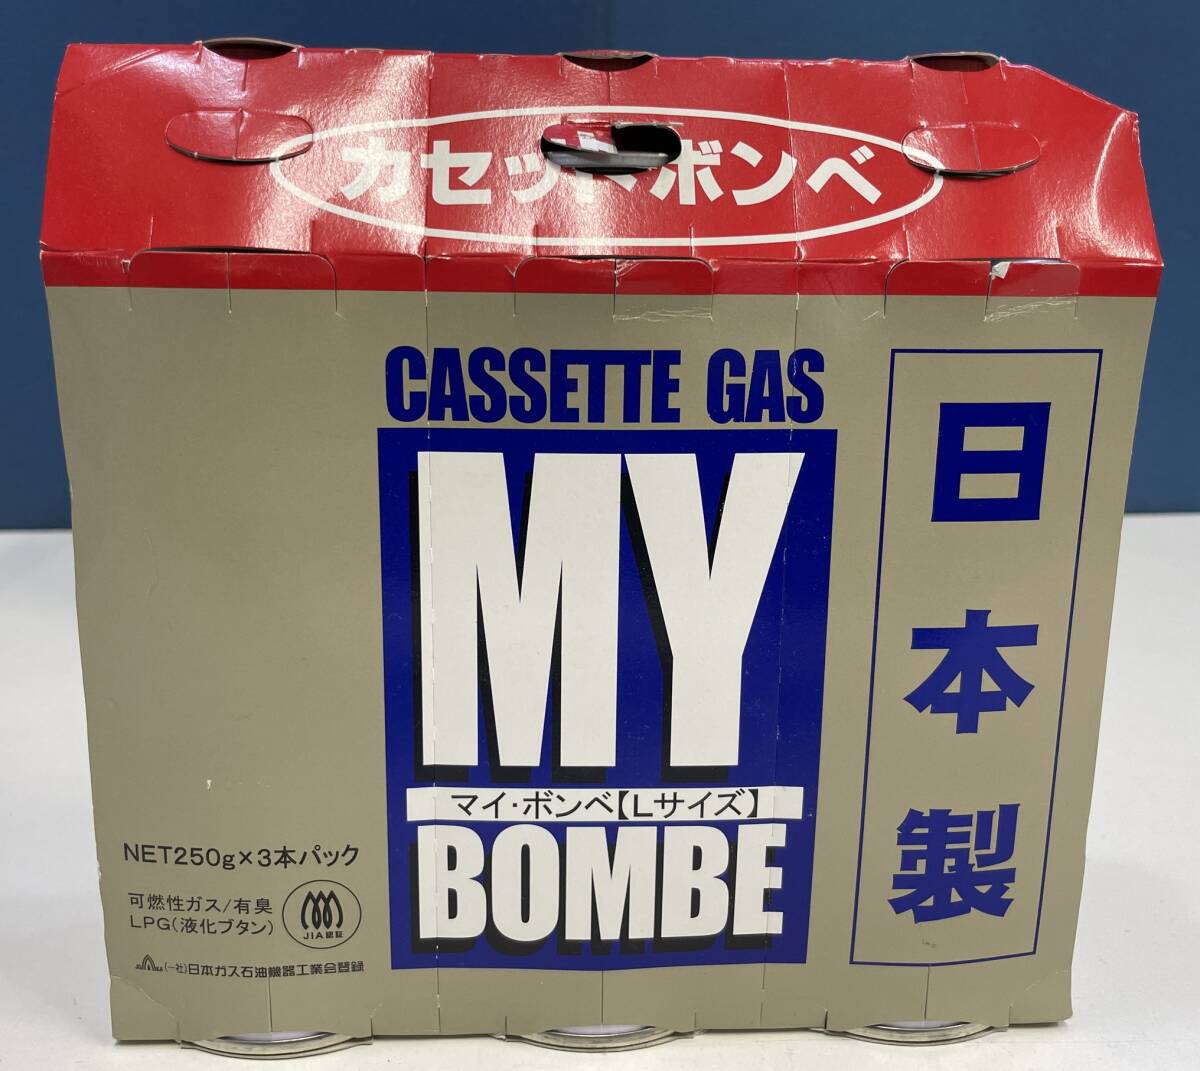 カセットボンベ
CASSETTE GAS
MY
マイ・ボンベ【Lサイズ】
BOMBE
日本製
NET250g×3本パック
可燃性ガス/有臭
LPG(液化ブタン)
JIA認証
(一社)日本ガス石油機器工業会登録